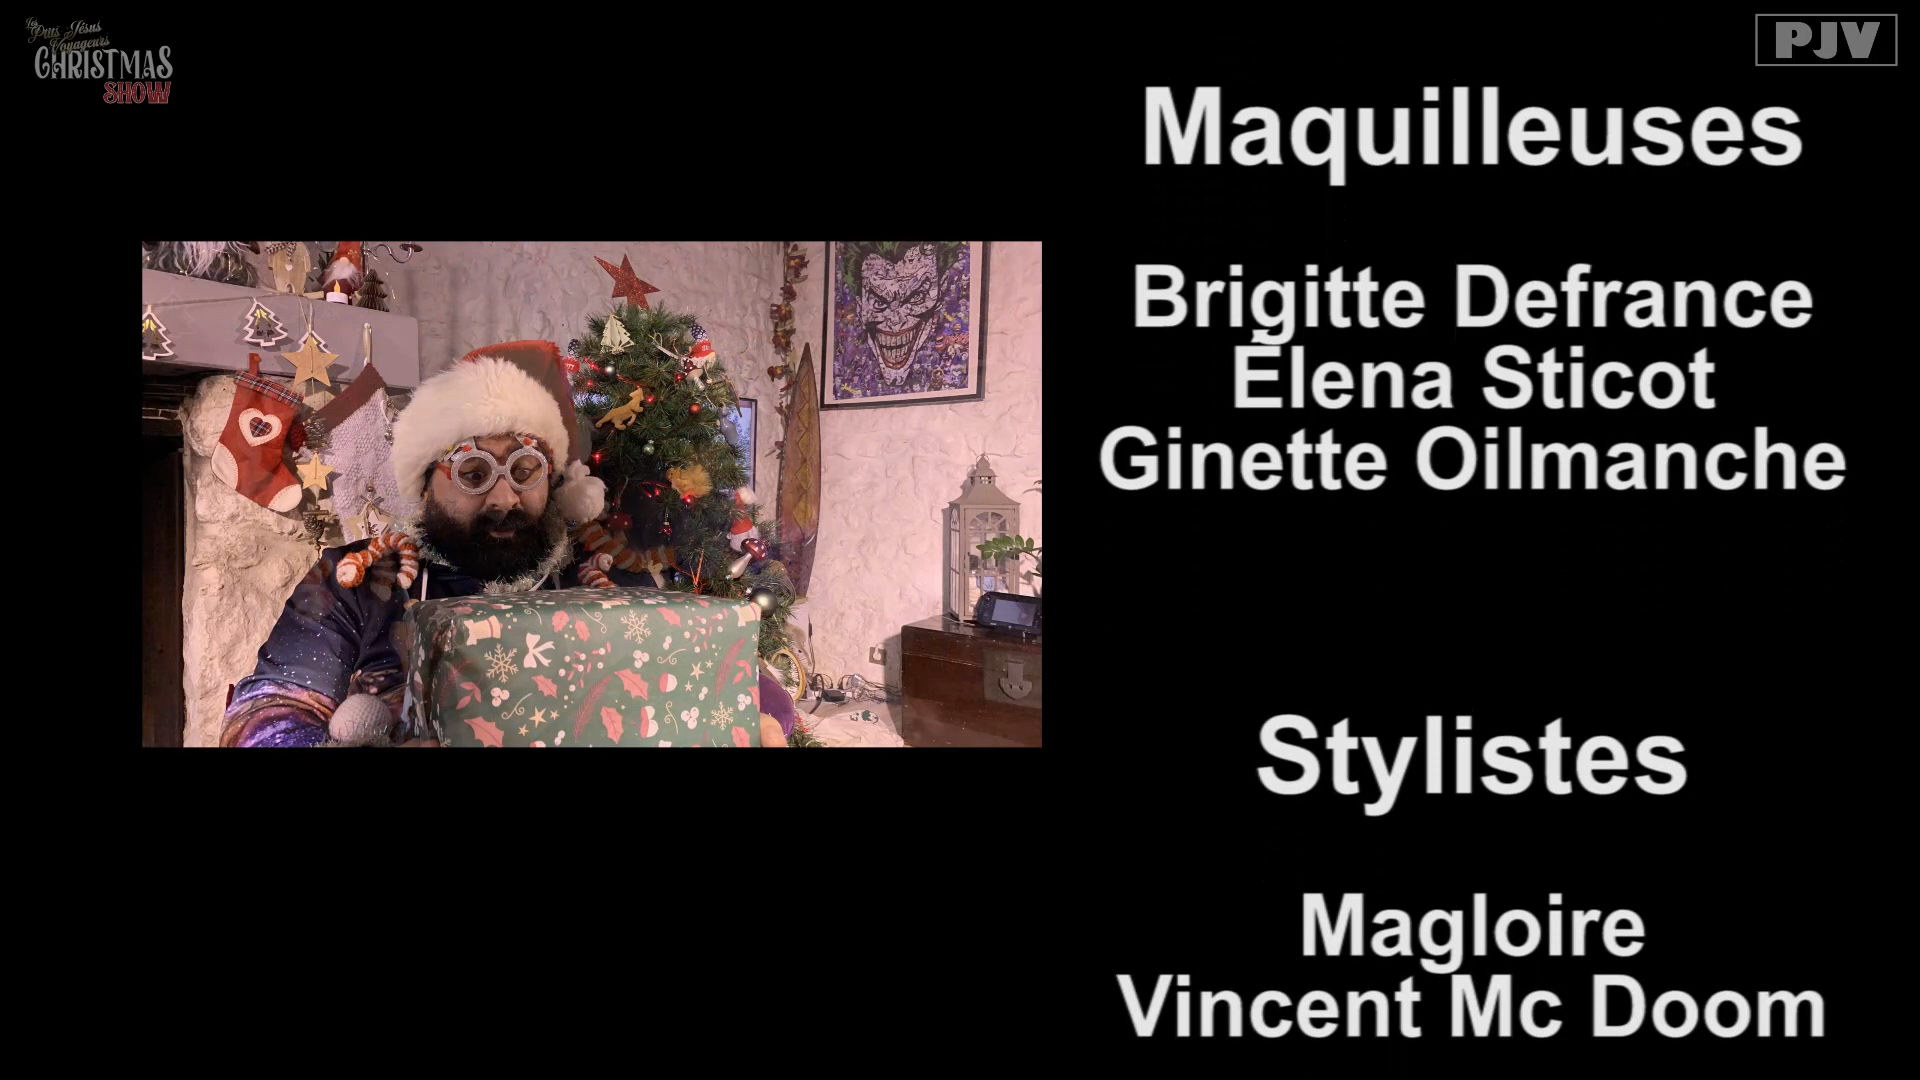 Les
P'tits Jésus
Voyageurs
CHRISTMAS
SHOW
PJV
Maquilleuses
Brigitte Defrance
Élena Sticot
Ginette Oilmanche
Stylistes
Magloire
Vincent Mc Doom